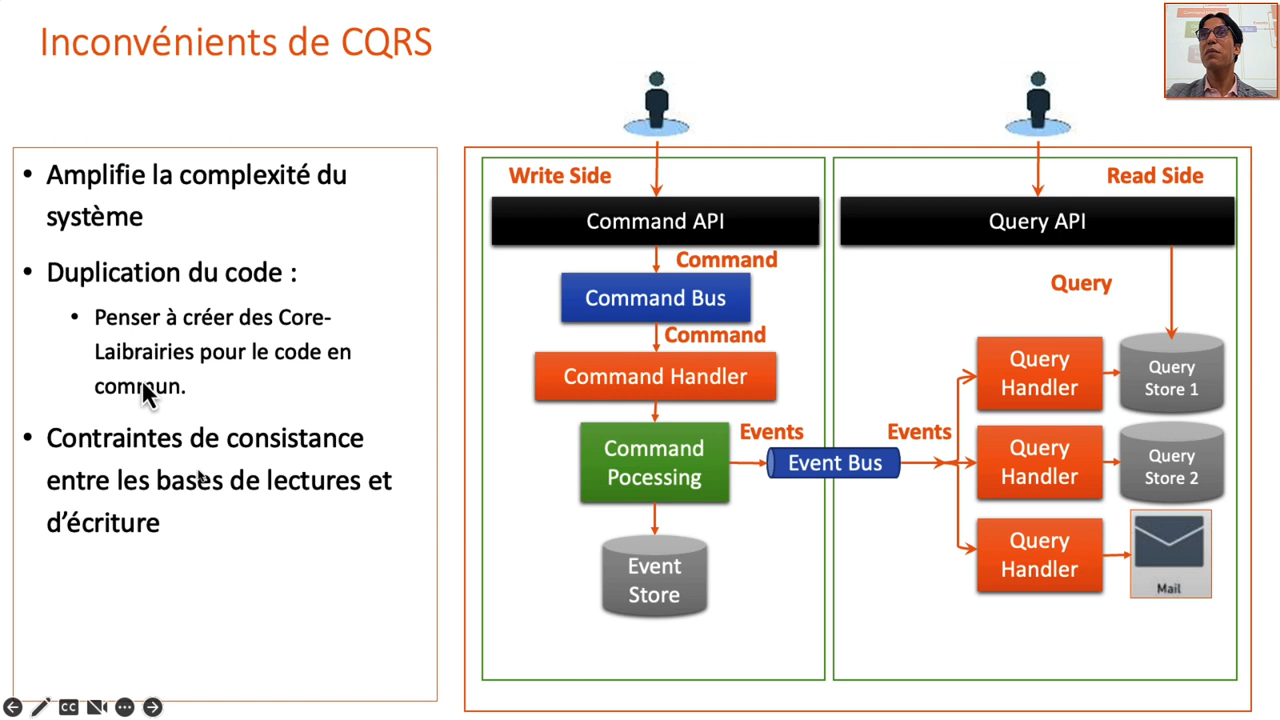 Inconvénients de CQRS
• Amplifie la complexité du
système
• Duplication du code :
• Penser à créer des Core-
Laibrairies pour le code en
commun.
• Contraintes de consistance
entre les bases de lectures et
d’écriture
Write Side
Command API
Command
Command Bus
Command
Command Handler
Command
Pocessing
Events
Event Bus
Event
Store
Read Side
Query API
Query
Events
Query
Handler
Query
Store 1
Query
Handler
Query
Store 2
Query
Handler
Mail
CC